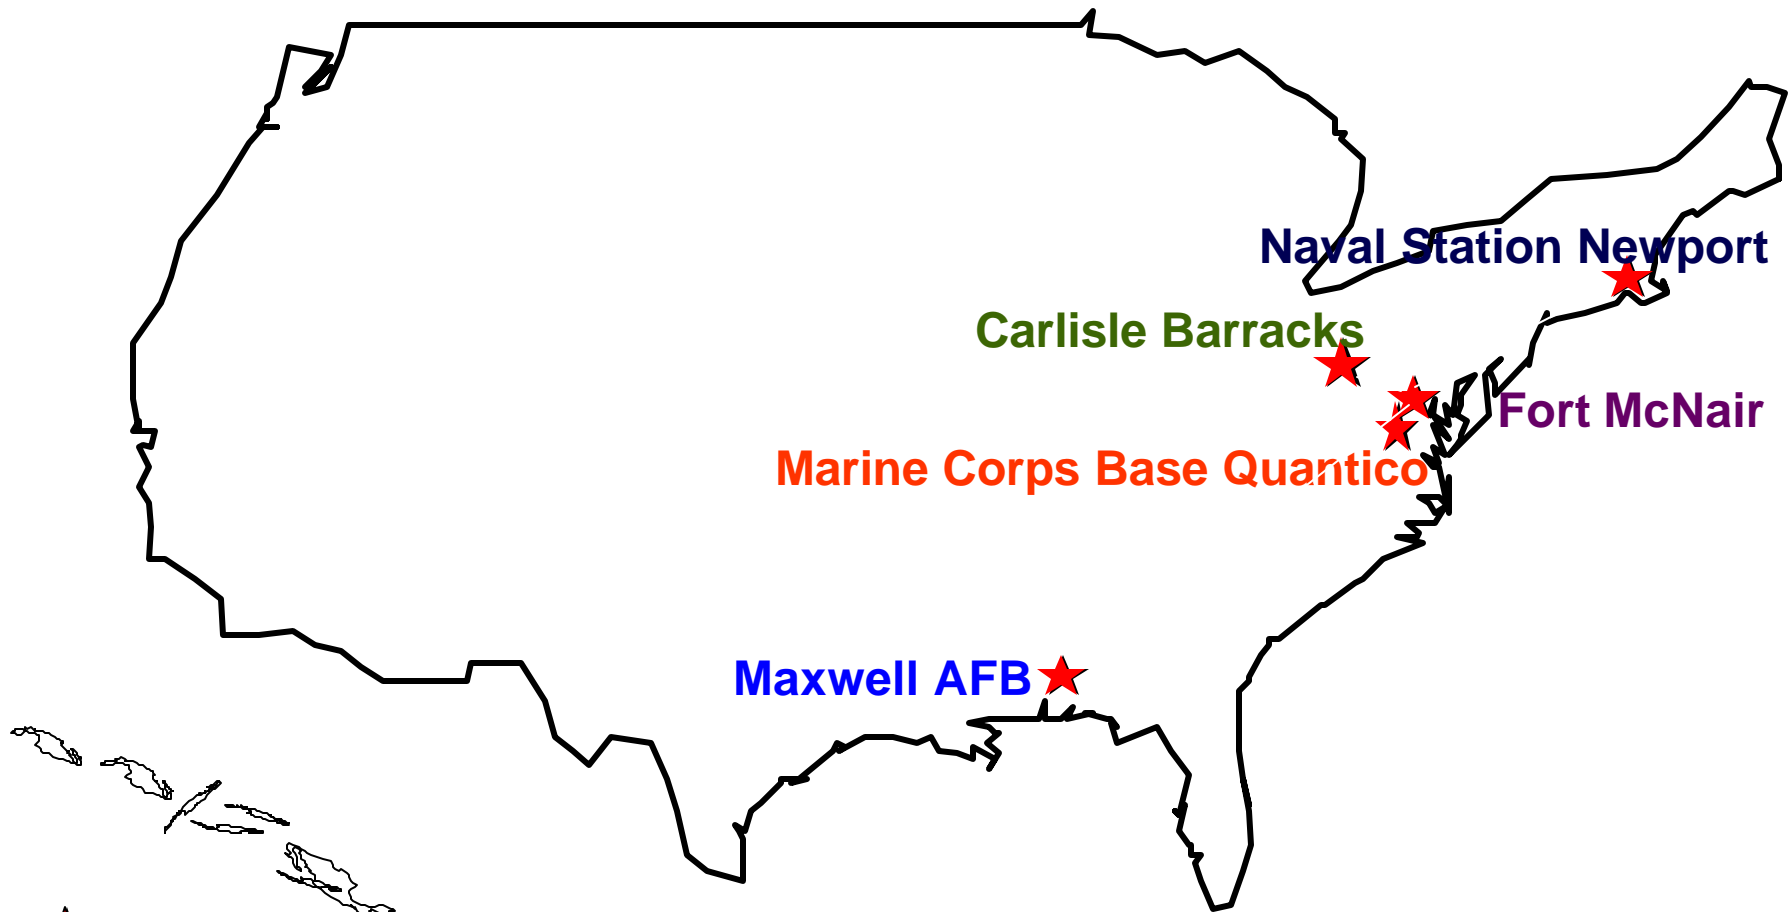 Naval Station Newport
Carlisle Barracks
Fort McNair
Marine Corps Base Quantico
Maxwell AFB